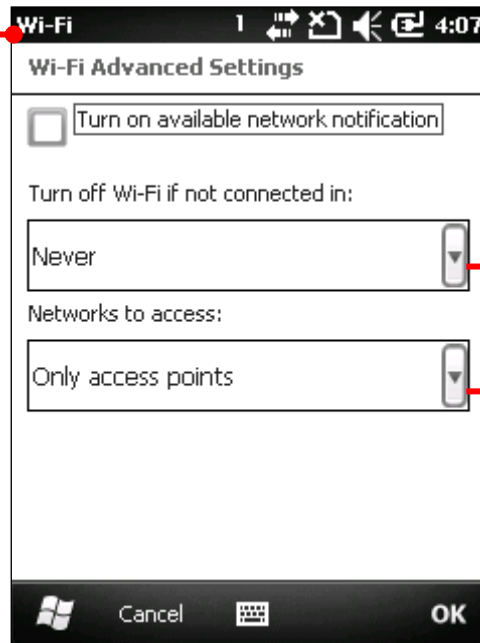 Wi-Fi 1 4:07
Wi-Fi Advanced Settings
Turn on available network notification
Turn off Wi-Fi if not connected in:
Never
Networks to access:
Only access points
Cancel OK